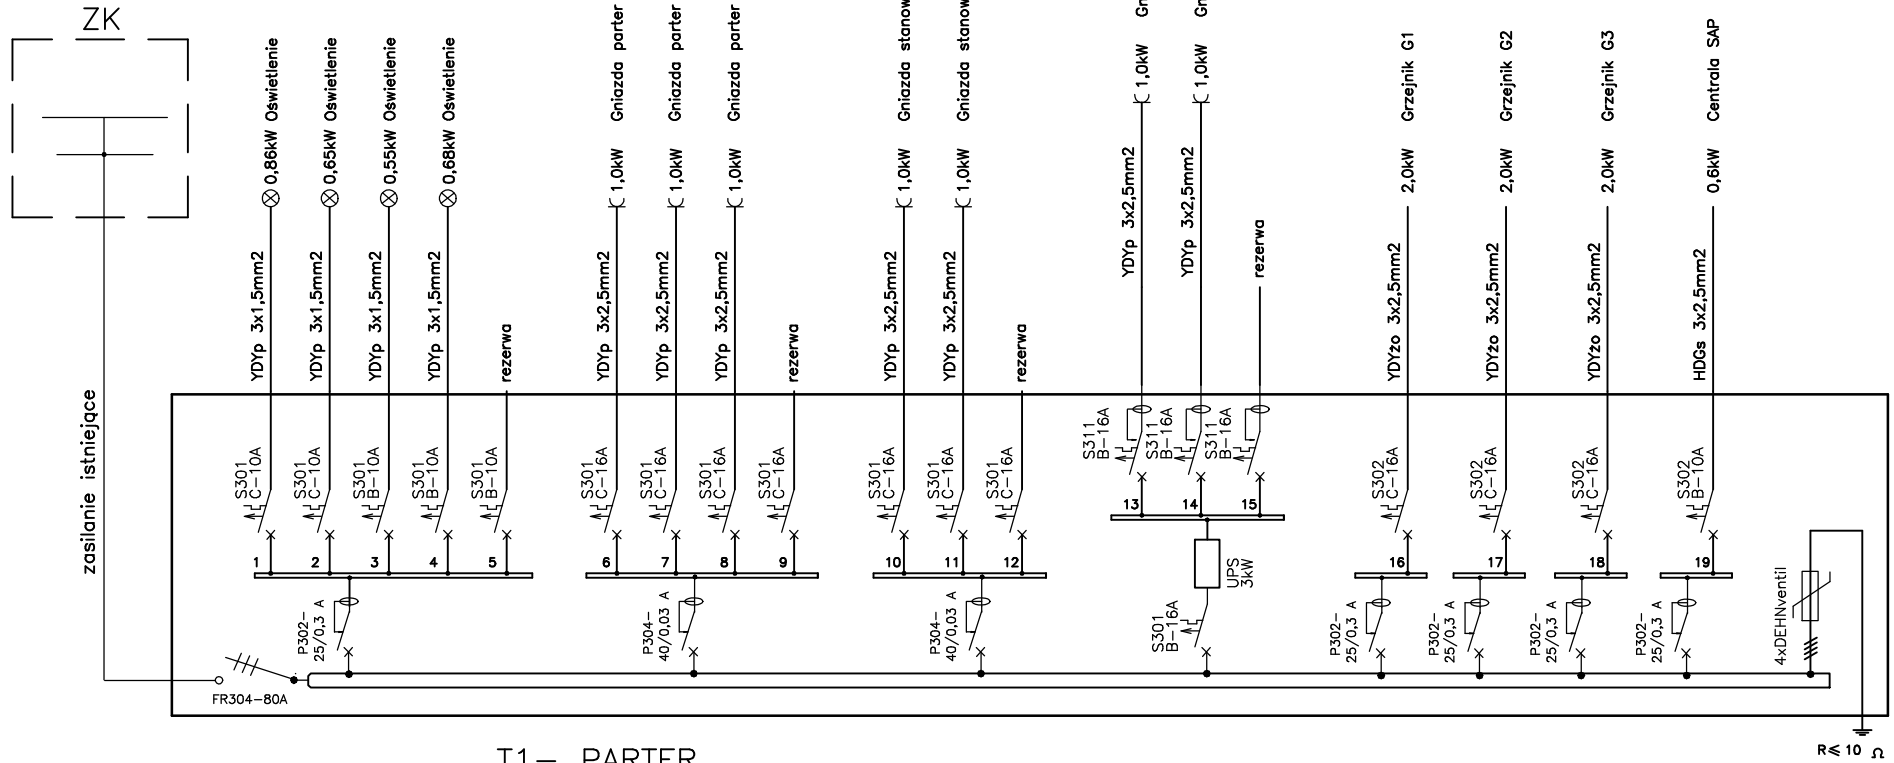 ZK
0,86kW Oświetlenie
0,65kW Oświetlenie
0,55kW Oświetlenie
0,68kW Oświetlenie
1,0kW Gniazda parter
1,0kW Gniazda parter
1,0kW Gniazda parter
1,0kW Gniazda
1,0kW Gniazda
1,0kW
1,0kW
2,0kW Grzejnik G1
2,0kW Grzejnik G2
2,0kW Grzejnik G3
0,6kW Centrala SAP
YDYp 3x1,5mm2
YDYp 3x1,5mm2
YDYp 3x1,5mm2
YDYp 3x1,5mm2
rezerwa
YDYp 3x2,5mm2
YDYp 3x2,5mm2
YDYp 3x2,5mm2
rezerwa
YDYp 3x2,5mm2
YDYp 3x2,5mm2
rezerwa
YDYp 3x2,5mm2
YDYp 3x2,5mm2
rezerwa
YDYżo 3x2,5mm2
YDYżo 3x2,5mm2
YDYżo 3x2,5mm2
HDGs 3x2,5mm2
zasilanie istniejące
S301
C-10A
S301
C-10A
S301
B-10A
S301
B-10A
S301
B-10A
S301
C-16A
S301
C-16A
S301
C-16A
S301
C-16A
S301
C-16A
S301
C-16A
S301
C-16A
S311
B-16A
S311
B-16A
S311
B-16A
S302
C-16A
S302
C-16A
S302
C-16A
S302
B-10A
13 14 15
1 2 3 4 5 6 7 8 9 10 11 12 16 17 18 19
UPS
3kW
P302-
25/0,3 A
P304-
40/0,03 A
P304-
40/0,03 A
S301
B-16A
P302-
25/0,3 A
P302-
25/0,3 A
P302-
25/0,3 A
P302-
25/0,3 A
4xDEHNventil
FR304-80A
R≤ 10 Ω
T1- PARTER